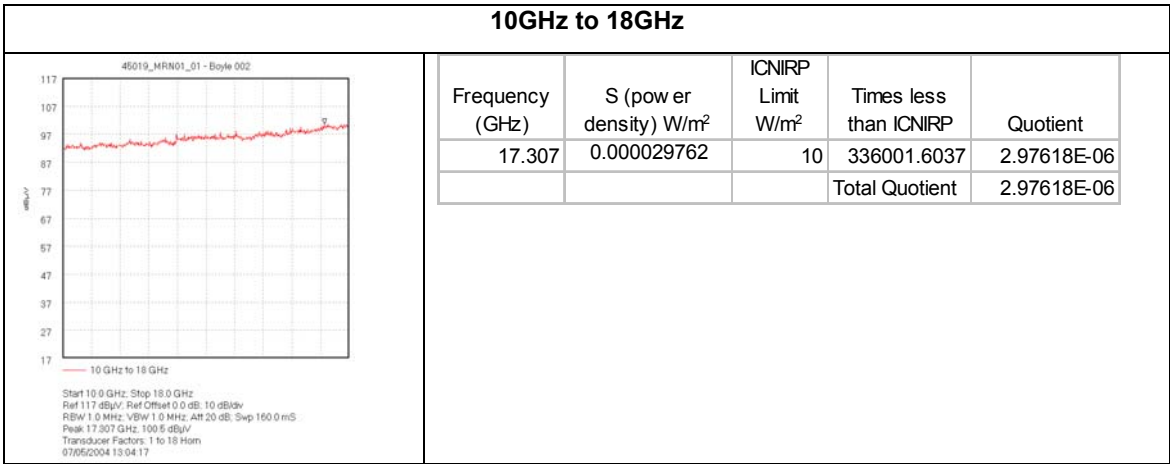 10GHz to 18GHz
45019_MRN01_01 - Boyle 002
117
107
97
87
77
67
57
47
37
27
17
dBµV
10 GHz to 18 GHz
Start 10.0 GHz; Stop 18.0 GHz
Ref 117 dBµV; Ref Offset 0.0 dB; 10 dB/div
RBW 1.0 MHz; VBW 1.0 MHz; Att 20 dB; Swp 160.0 mS
Peak 17.307 GHz, 100.5 dBµV
Transducer Factors: 1 to 18 Horn
07/05/2004 13:04:17
Frequency (GHz) S (pow er density) W/m² ICNIRP Limit W/m² Times less than ICNIRP Quotient
17.307 0.000029762 10 336001.6037 2.97618E-06
Total Quotient 2.97618E-06